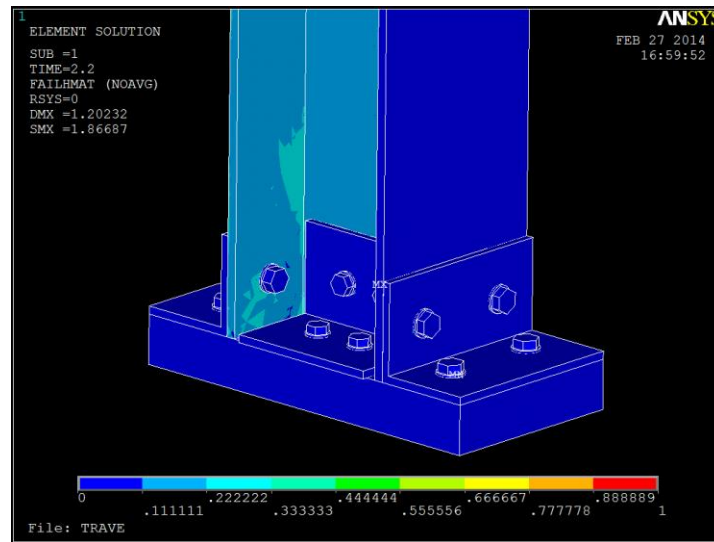 1
ANSYS
ELEMENT SOLUTION
FEB 27 2014
16:59:52
SUB =1
TIME=2.2
FAILHMAT (NOAVG)
RSYS=0
DMX =1.20232
SMX =1.86687
MX
0 .222222 .444444 .666667 .888889
.111111 .333333 .555556 .777778 1
File: TRAVE